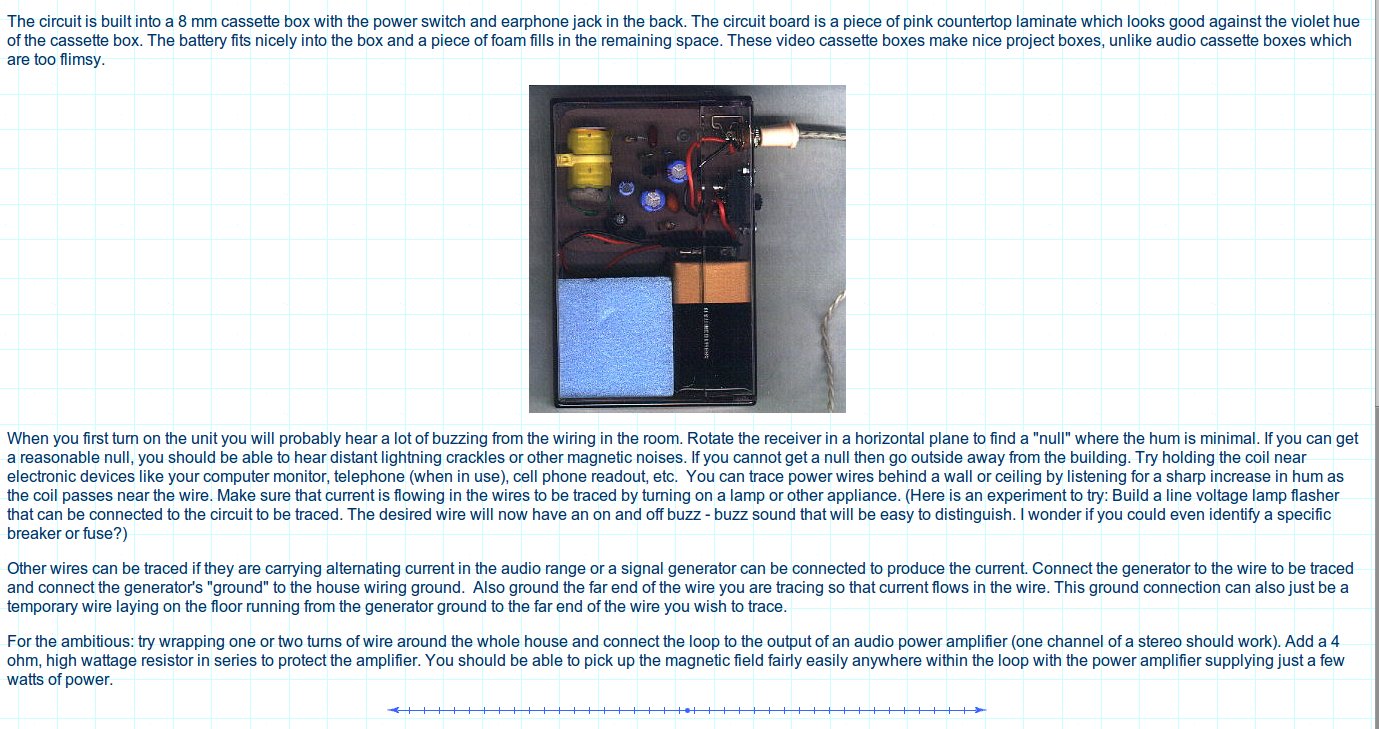 The circuit is built into a 8 mm cassette box with the power switch and earphone jack in the back. The circuit board is a piece of pink countertop laminate which looks good against the violet hue
of the cassette box. The battery fits nicely into the box and a piece of foam fills in the remaining space. These video cassette boxes make nice project boxes, unlike audio cassette boxes which
are too flimsy.
When you first turn on the unit you will probably hear a lot of buzzing from the wiring in the room. Rotate the receiver in a horizontal plane to find a "null" where the hum is minimal. If you can get
a reasonable null, you should be able to hear distant lightning crackles or other magnetic noises. If you cannot get a null then go outside away from the building. Try holding the coil near
electronic devices like your computer monitor, telephone (when in use), cell phone readout, etc.  You can trace power wires behind a wall or ceiling by listening for a sharp increase in hum as
the coil passes near the wire. Make sure that current is flowing in the wires to be traced by turning on a lamp or other appliance. (Here is an experiment to try: Build a line voltage lamp flasher
that can be connected to the circuit to be traced. The desired wire will now have an on and off buzz - buzz sound that will be easy to distinguish. I wonder if you could even identify a specific
breaker or fuse?)
Other wires can be traced if they are carrying alternating current in the audio range or a signal generator can be connected to produce the current. Connect the generator to the wire to be traced
and connect the generator's "ground" to the house wiring ground.  Also ground the far end of the wire you are tracing so that current flows in the wire. This ground connection can also just be a
temporary wire laying on the floor running from the generator ground to the far end of the wire you wish to trace.
For the ambitious: try wrapping one or two turns of wire around the whole house and connect the loop to the output of an audio power amplifier (one channel of a stereo should work). Add a 4
ohm, high wattage resistor in series to protect the amplifier. You should be able to pick up the magnetic field fairly easily anywhere within the loop with the power amplifier supplying just a few
watts of power.